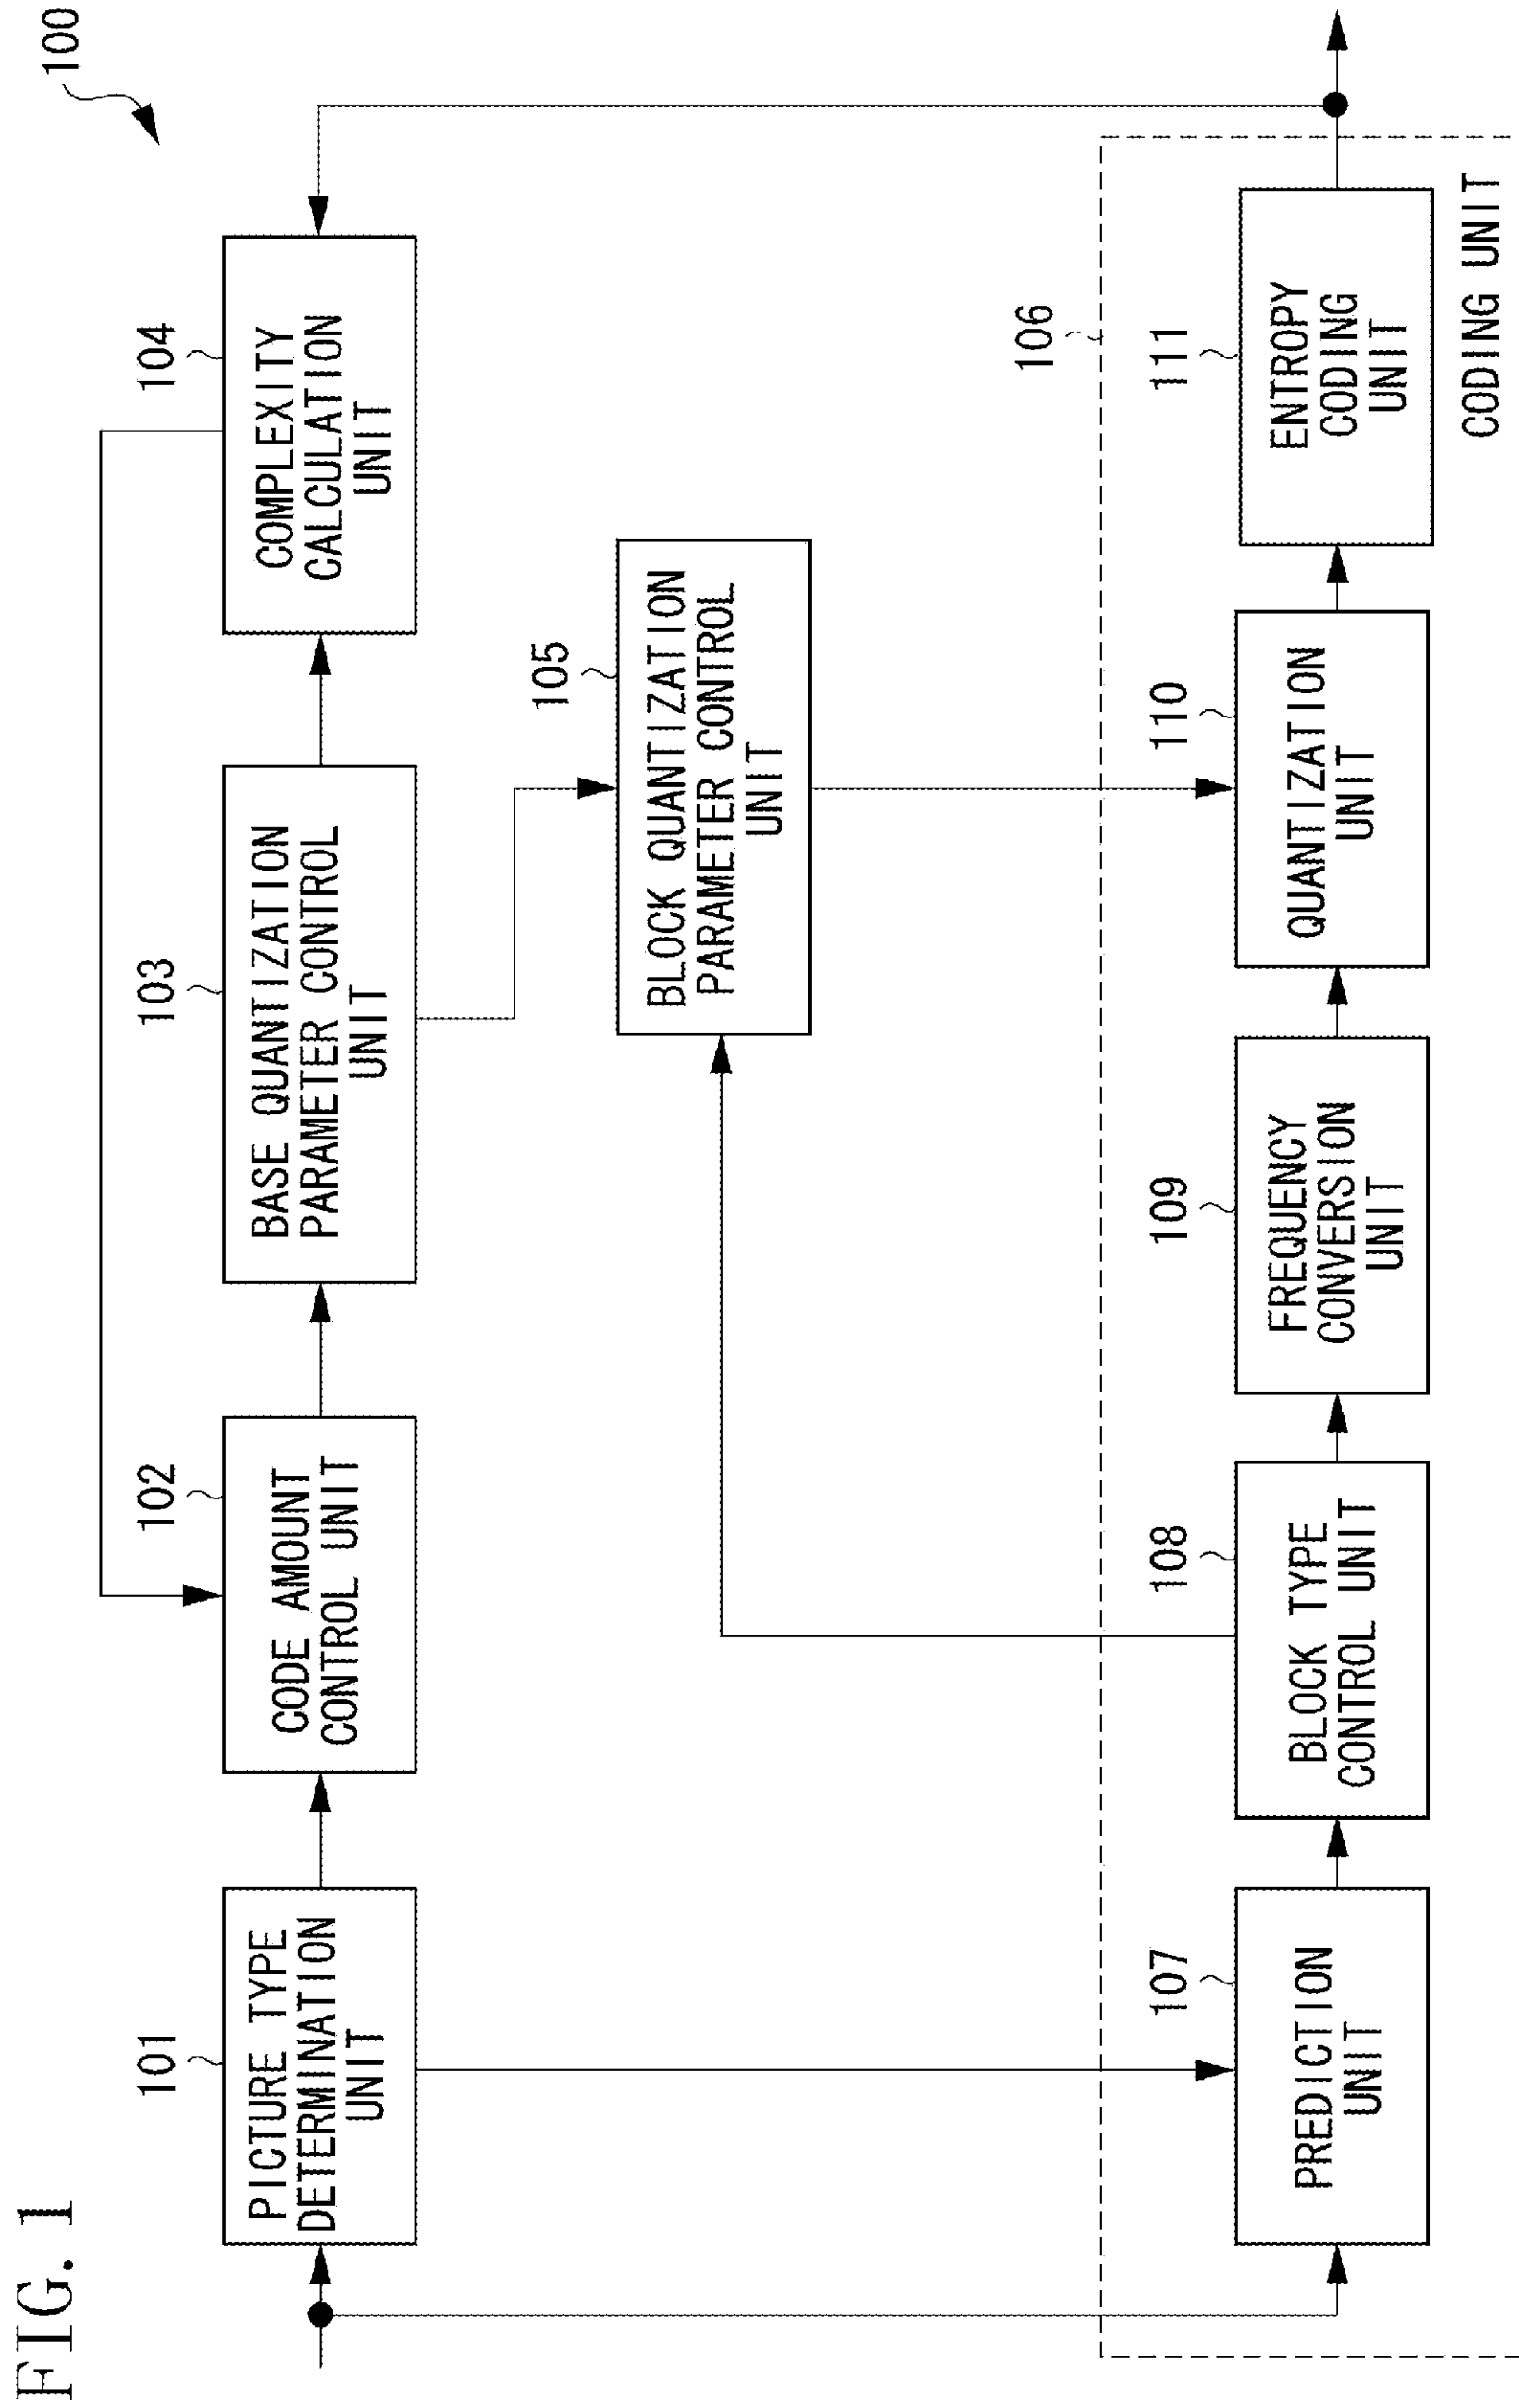 FIG. 1
100
101
PICTURE TYPE
DETERMINATION
UNIT
102
CODE AMOUNT
CONTROL UNIT
103
BASE QUANTIZATION
PARAMETER CONTROL
UNIT
104
COMPLEXITY
CALCULATION
UNIT
105
BLOCK QUANTIZATION
PARAMETER CONTROL
UNIT
106
107
PREDICTION
UNIT
108
BLOCK TYPE
CONTROL UNIT
109
FREQUENCY
CONVERSION
UNIT
110
QUANTIZATION
UNIT
111
ENTROPY
CODING
UNIT
CODING UNIT